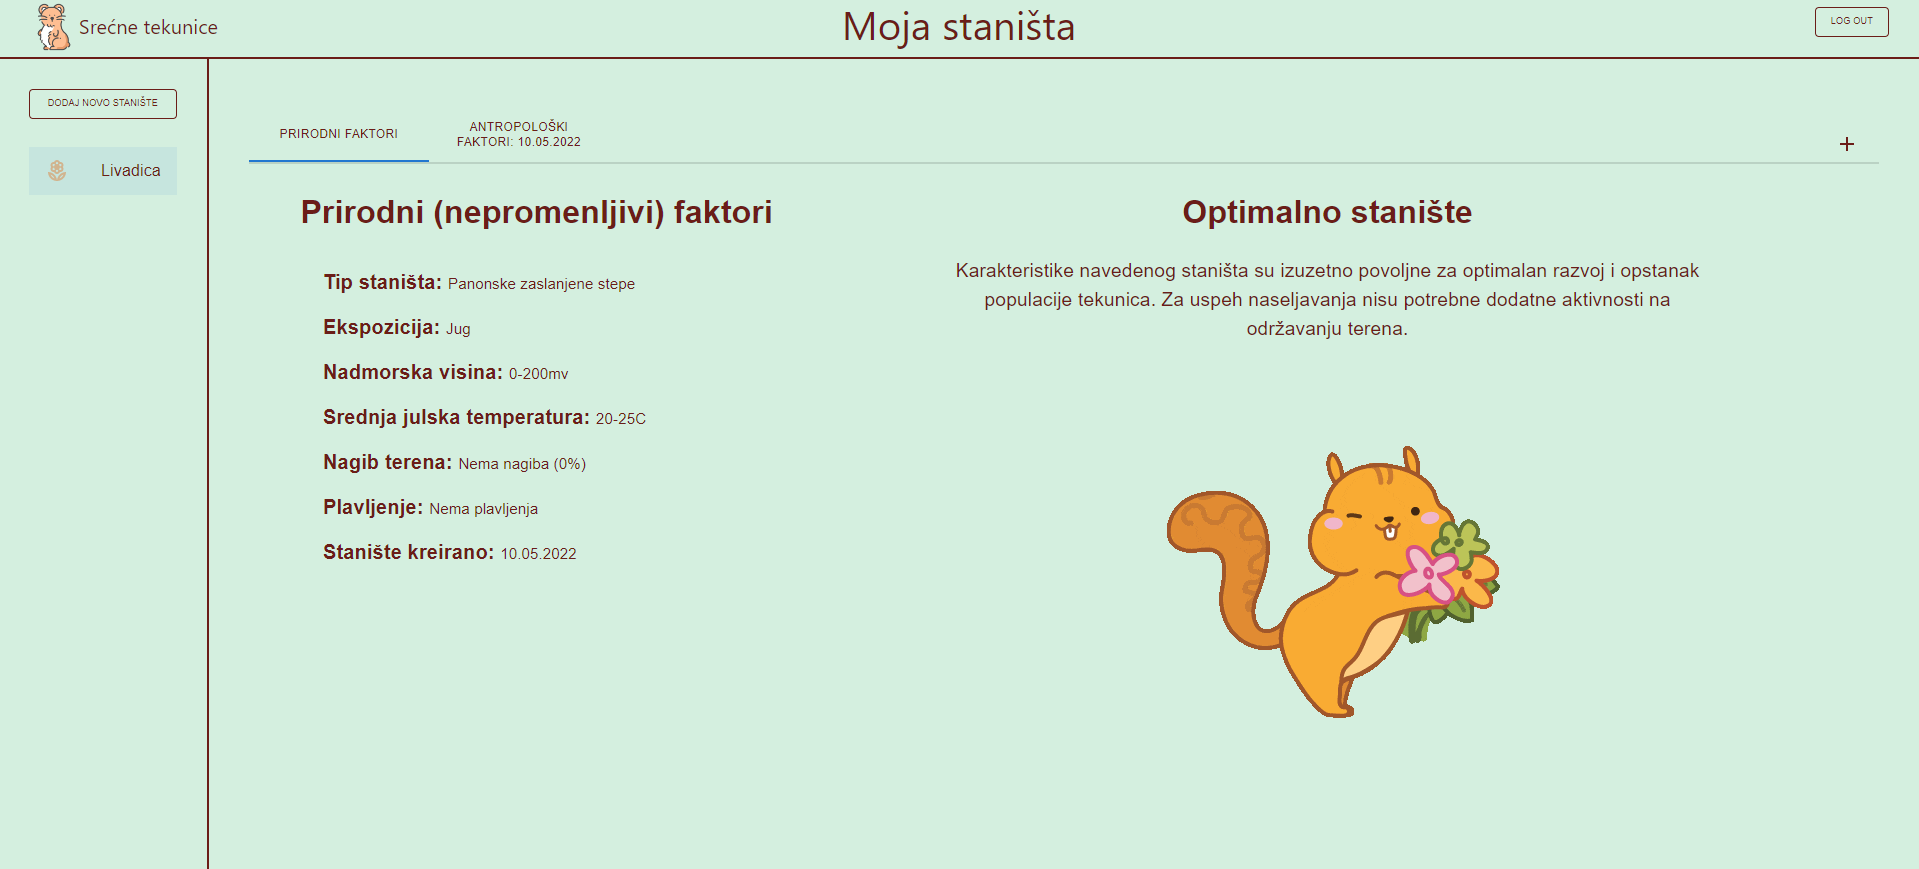 Srećne tekunice
Moja staništa
LOG OUT
DODAJ NOVO STANIŠTE
Livadica
PRIRODNI FAKTORI
ANTROPOLOŠKI
FAKTORI: 10.05.2022
+
Prirodni (nepromenljivi) faktori
Tip staništa: Panonske zaslanjene stepe
Ekspozicija: Jug
Nadmorska visina: 0-200mv
Srednja julska temperatura: 20-25C
Nagib terena: Nema nagiba (0%)
Plavljenje: Nema plavljenja
Stanište kreirano: 10.05.2022
Optimalno stanište
Karakteristike navedenog staništa su izuzetno povoljne za optimalan razvoj i opstanak
populacije tekunica. Za uspeh naseljavanja nisu potrebne dodatne aktivnosti na
održavanju terena.